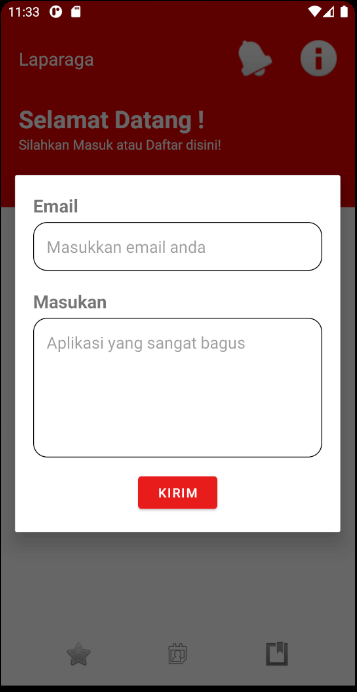 11:33
Laparaga
Selamat Datang !
Silahkan Masuk atau Daftar disini!
Email
Masukkan email anda
Masukan
Aplikasi yang sangat bagus
KIRIM